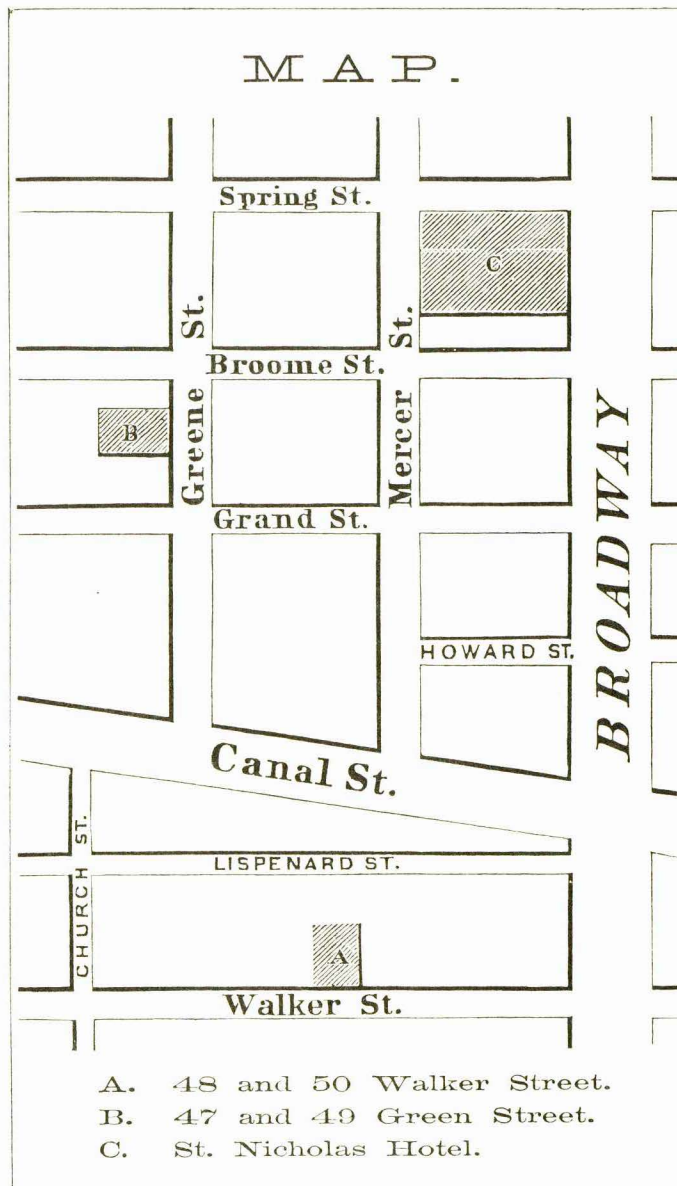 MAP.
Spring St.
C
St.
St.
Broome St.
B
Greene
Mercer
BROADWAY
Grand St.
HOWARD ST.
Canal St.
CHURCH ST.
LISPENARD ST.
A
Walker St.
A. 48 and 50 Walker Street.
B. 47 and 49 Green Street.
C. St. Nicholas Hotel.